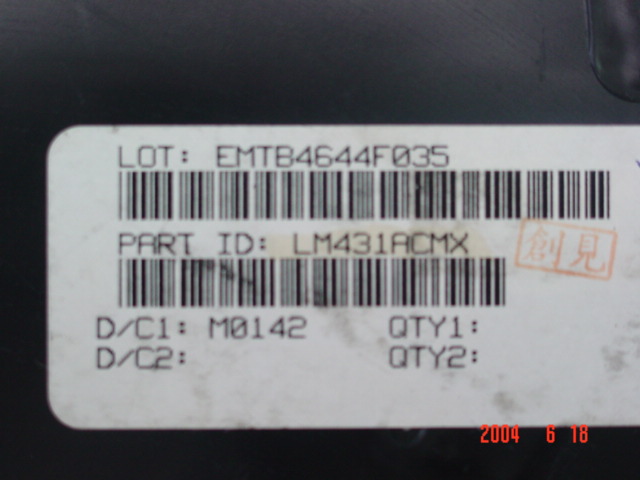 LOT: EMTB4644F035
PART ID: LM431ACMX
創見
D/C1: M0142 QTY1:
D/C2: QTY2:
2004 6 18